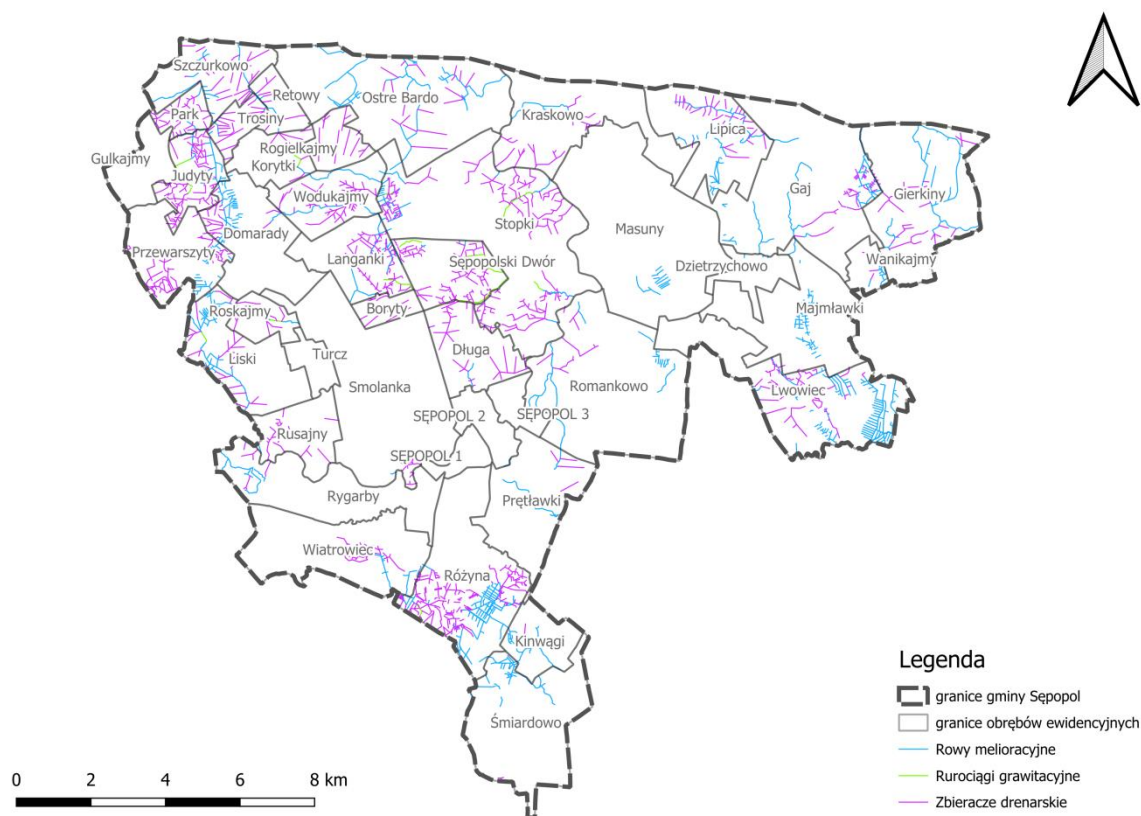 Szczurkowo
Retowy
Ostre Bardo
Park
Trosiny
Kraskowo
Lipica
Rogielkajmy
Gulkajmy
Korytki
Judyty
Wodukajmy
Gaj
Gierkiny
Stopki
Masuny
Domarady
Przewarszyty
Langanki
Sępopolski Dwór
Dzietrzychowo
Wanikajmy
Boryty
Roskajmy
Majmławki
Długa
Liski
Turcz
Smolanka
Romankowo
Lwowiec
SĘPOPOL 2
SĘPOPOL 3
Rusajny
SĘPOPOL 1
Rygarby
Prętławki
Wiatrowiec
Różyna
Kinwągi
Śmiardowo
Legenda
granice gminy Sępopol
granice obrębów ewidencyjnych
Rowy melioracyjne
Rurociągi grawitacyjne
Zbieracze drenarskie
0 2 4 6 8 km